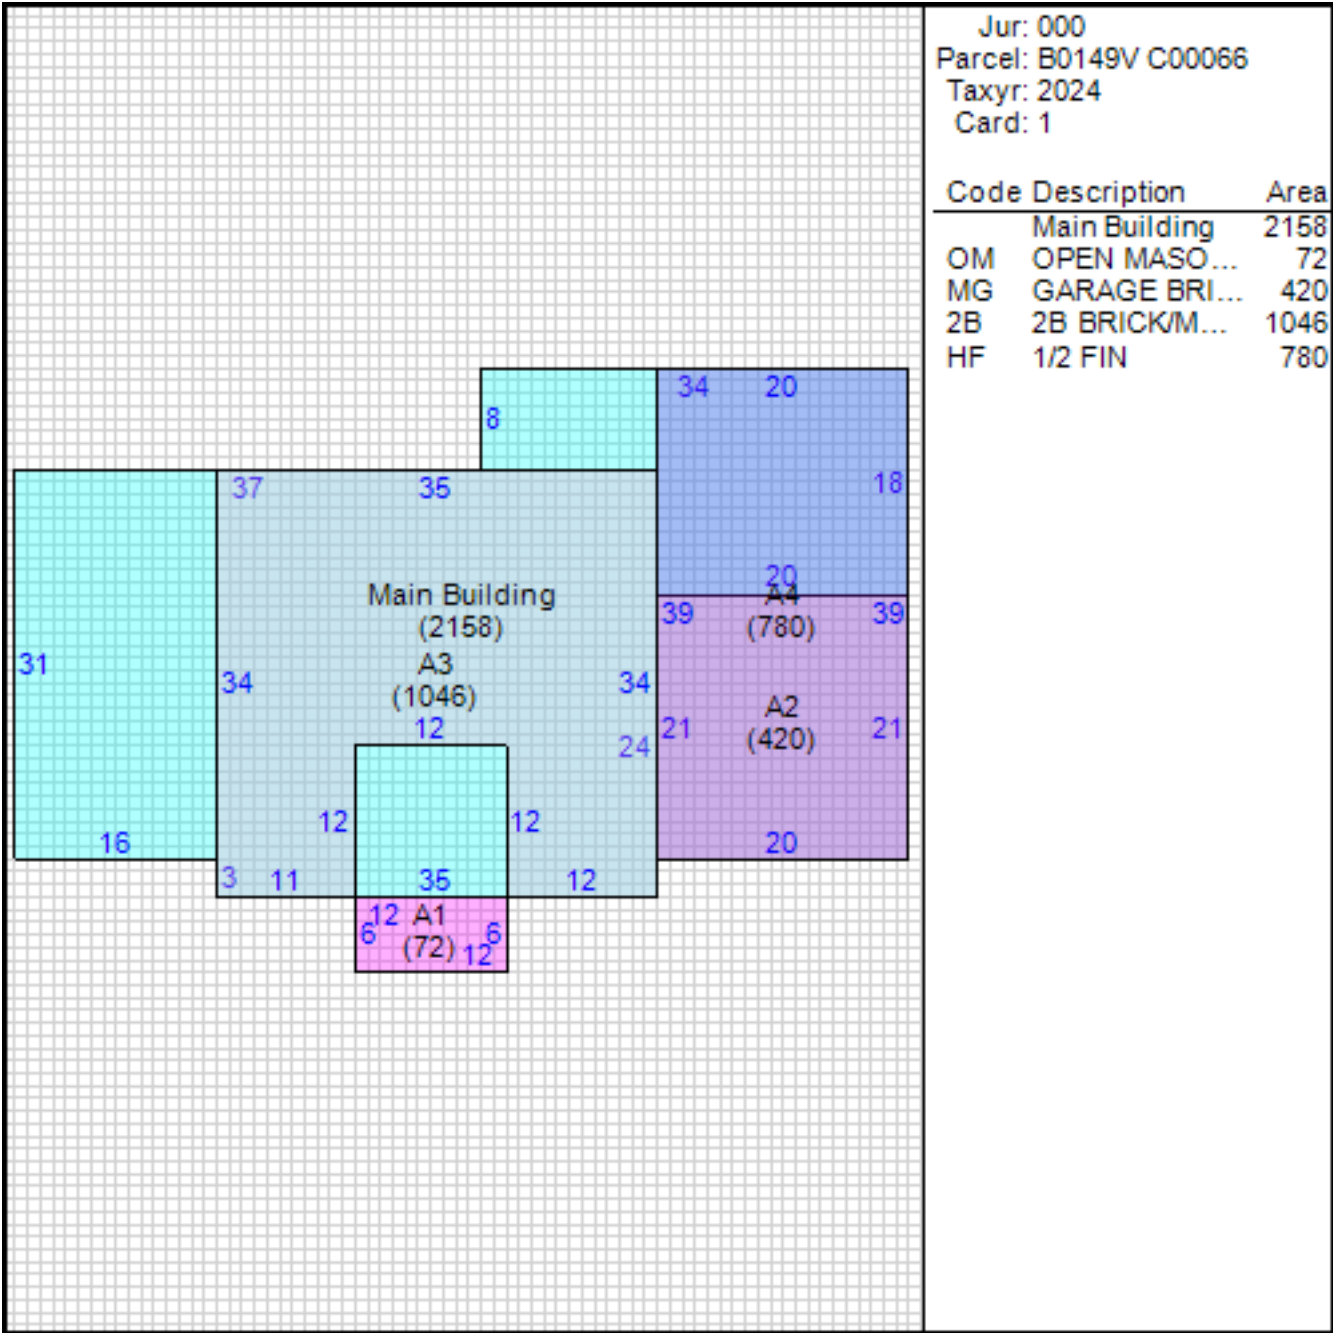 Jur: 000
Parcel: B0149V C00066
Taxyr: 2024
Card: 1
Code Description Area
Main Building 2158
OM OPEN MASO... 72
MG GARAGE BRI... 420
2B 2B BRICK/M... 1046
HF 1/2 FIN 780
34 20
8
18
37 35
20
A4
39 (780) 39
Main Building
(2158)
A3
(1046)
31
34 34
12
24
A2
(420)
21 21
12 12
16
20
3 11 35 12
12 A1
6 (72) 6
12